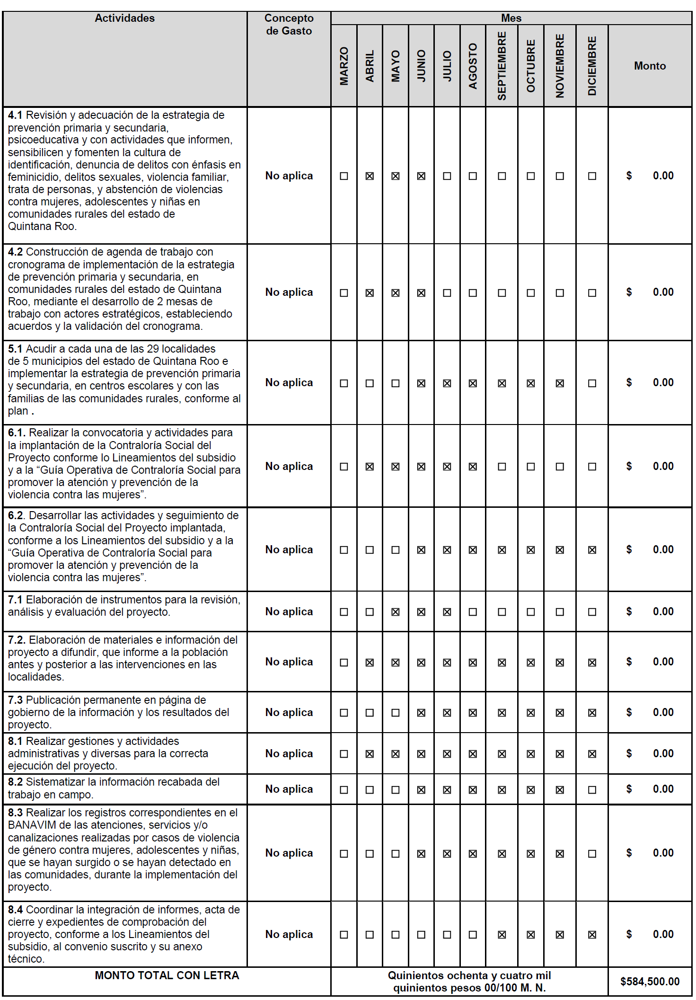 Actividades
Concepto
de Gasto
Mes
MARZO
ABRIL
MAYO
JUNIO
JULIO
AGOSTO
SEPTIEMBRE
OCTUBRE
NOVIEMBRE
DICIEMBRE
Monto
4.1 Revisión y adecuación de la estrategia de
prevención primaria y secundaria,
psicoeducativa y con actividades que informen,
sensibilicen y fomenten la cultura de
identificación, denuncia de delitos con énfasis en
feminicidio, delitos sexuales, violencia familiar,
trata de personas, y abstención de violencias
contra mujeres, adolescentes y niñas en
comunidades rurales del estado de
Quintana Roo.
No aplica
☐ ☒ ☒ ☒ ☐ ☐ ☐ ☐ ☐ ☐
$ 0.00
4.2 Construcción de agenda de trabajo con
cronograma de implementación de la estrategia
de prevención primaria y secundaria, en
comunidades rurales del estado de Quintana
Roo, mediante el desarrollo de 2 mesas de
trabajo con actores estratégicos, estableciendo
acuerdos y la validación del cronograma.
No aplica
☐ ☒ ☒ ☒ ☐ ☐ ☐ ☐ ☐ ☐
$ 0.00
5.1 Acudir a cada una de las 29 localidades
de 5 municipios del estado de Quintana Roo e
implementar la estrategia de prevención primaria
y secundaria, en centros escolares y con las
familias de las comunidades rurales, conforme al
plan .
No aplica
☐ ☐ ☐ ☒ ☒ ☒ ☒ ☒ ☒ ☐
$ 0.00
6.1. Realizar la convocatoria y actividades para
la implantación de la Contraloría Social del
Proyecto conforme lo Lineamientos del subsidio
y a la “Guía Operativa de Contraloría Social para
promover la atención y prevención de la
violencia contra las mujeres”.
No aplica
☐ ☒ ☒ ☒ ☒ ☒ ☐ ☐ ☐ ☐
$ 0.00
6.2. Desarrollar las actividades y seguimiento de
la Contraloría Social del Proyecto implantada,
conforme a los Lineamientos del subsidio y a la
“Guía Operativa de Contraloría Social para
promover la atención y prevención de la
violencia contra las mujeres”.
No aplica
☐ ☐ ☐ ☒ ☒ ☒ ☒ ☒ ☒ ☒
$ 0.00
7.1 Elaboración de instrumentos para la revisión,
análisis y evaluación del proyecto.
No aplica
☐ ☐ ☒ ☒ ☒ ☐ ☐ ☐ ☐ ☐
$ 0.00
7.2. Elaboración de materiales e información del
proyecto a difundir, que informe a la población
antes y posterior a las intervenciones en las
localidades.
No aplica
☐ ☒ ☒ ☒ ☒ ☒ ☒ ☒ ☒ ☒
$ 0.00
7.3 Publicación permanente en página de
gobierno de la información y los resultados del
proyecto.
No aplica
☐ ☐ ☐ ☒ ☒ ☒ ☒ ☒ ☒ ☒
$ 0.00
8.1 Realizar gestiones y actividades
administrativas y diversas para la correcta
ejecución del proyecto.
No aplica
☐ ☒ ☒ ☒ ☒ ☒ ☒ ☒ ☒ ☒
$ 0.00
8.2 Sistematizar la información recabada del
trabajo en campo.
No aplica
☐ ☐ ☐ ☒ ☒ ☒ ☒ ☒ ☒ ☐
$ 0.00
8.3 Realizar los registros correspondientes en el
BANAVIM de las atenciones, servicios y/o
canalizaciones realizadas por casos de violencia
de género contra mujeres, adolescentes y niñas,
que se hayan surgido o se hayan detectado en
las comunidades, durante la implementación del
proyecto.
No aplica
☐ ☐ ☐ ☒ ☒ ☒ ☒ ☒ ☒ ☐
$ 0.00
8.4 Coordinar la integración de informes, acta de
cierre y expedientes de comprobación del
proyecto, conforme a los Lineamientos del
subsidio, al convenio suscrito y su anexo
técnico.
No aplica
☐ ☐ ☐ ☐ ☐ ☐ ☒ ☒ ☒ ☒
$ 0.00
MONTO TOTAL CON LETRA
Quinientos ochenta y cuatro mil
quinientos pesos 00/100 M. N.
$584,500.00